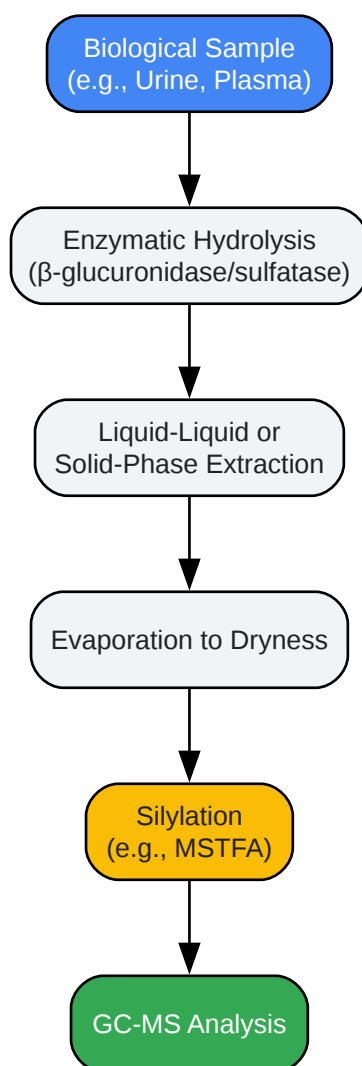 Biological Sample
(e.g., Urine, Plasma)
Enzymatic Hydrolysis
(β-glucuronidase/sulfatase)
Liquid-Liquid or
Solid-Phase Extraction
Evaporation to Dryness
Silylation
(e.g., MSTFA)
GC-MS Analysis